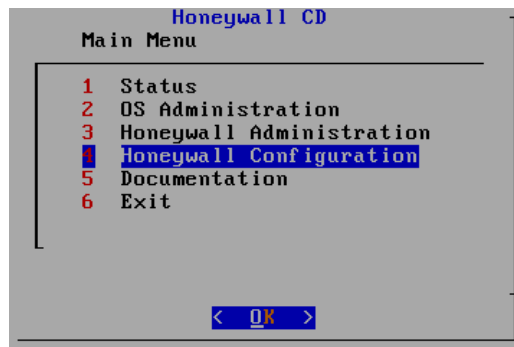 Honeywall CD
Main Menu
1 Status
2 OS Administration
3 Honeywall Administration
4 Honeywall Configuration
5 Documentation
6 Exit
< OK >